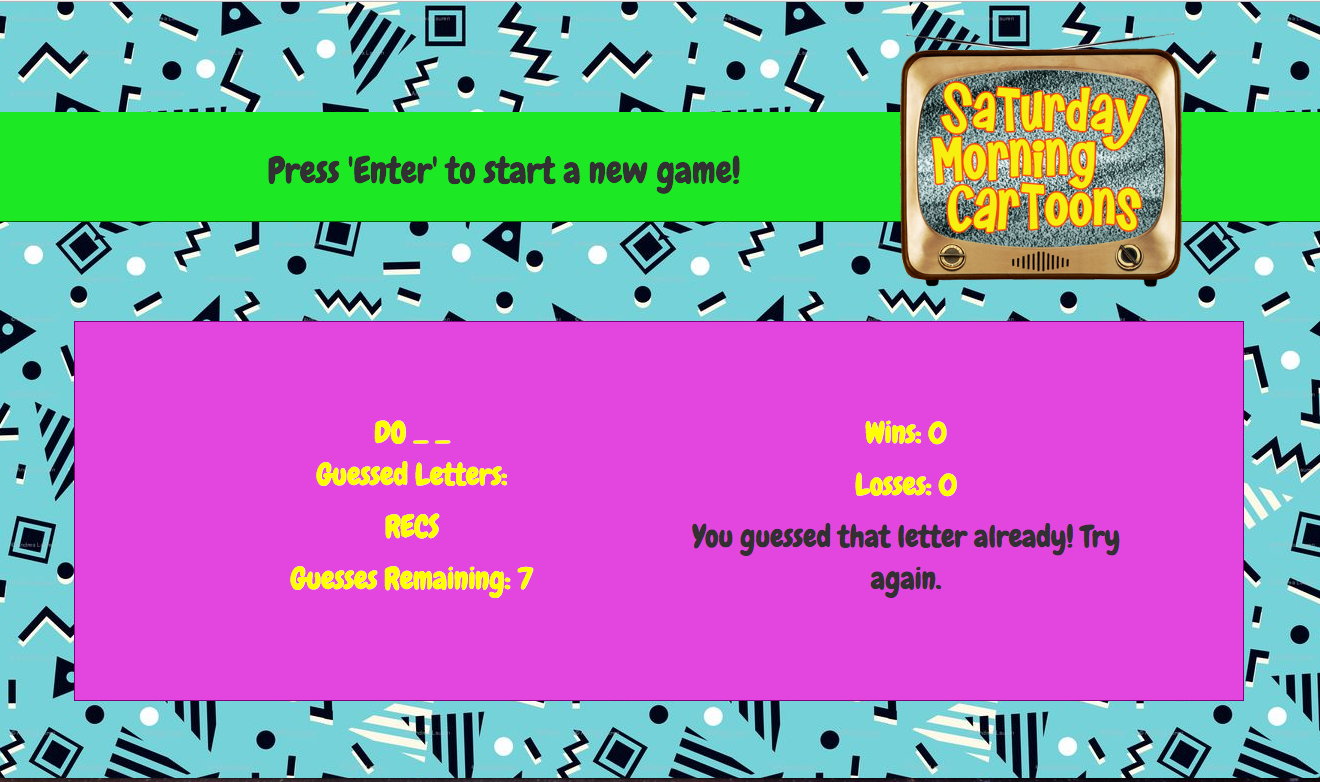 Saturday
Morning
Cartoons
Press 'Enter' to start a new game!
DO _ _
Guessed Letters:
RECS
Guesses Remaining: 7
Wins: 0
Losses: 0
You guessed that letter already! Try
again.